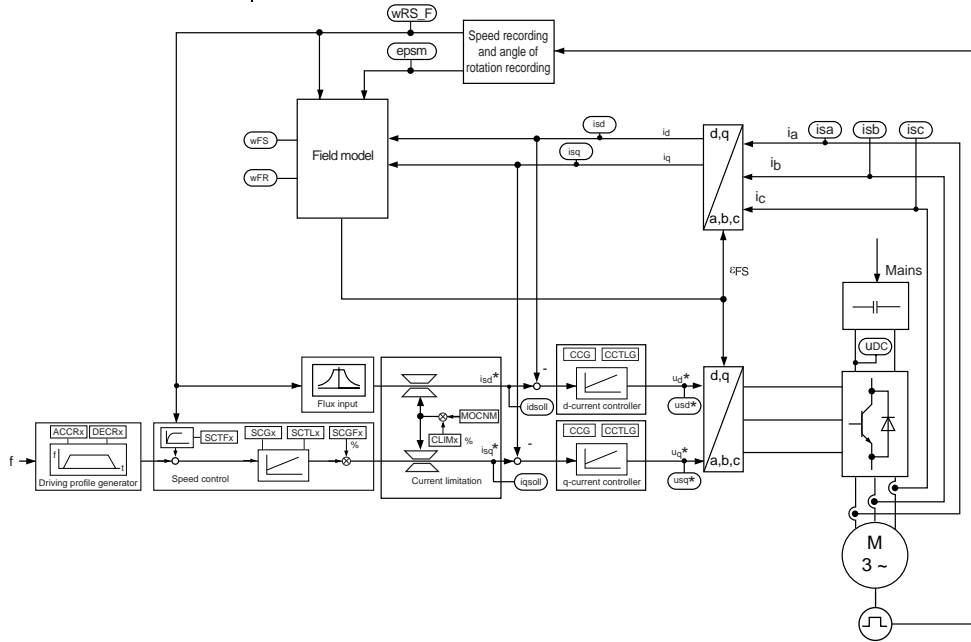 wRS_F
Speed recording
and angle of
rotation recording
epsm
isd
isq
id
iq
d,q
a,b,c
ia
isa
isb
isc
ib
ic
wFS
wFR
Field model
εFS
Mains
uDC
CCG
CCTLG
d-current controller
isd*
-
idsoll
ud*
usd*
d,q
a,b,c
Flux input
MOCNM
CLIMx
%
Current limitation
isq*
-
iqsoll
CCG
CCTLG
q-current controller
uq*
usq*
f
ACCRx
DECRx
f
t
Driving profile generator
SCTFx
SCGx
SCTLx
SCGFx
%
Speed control
M
3 ~